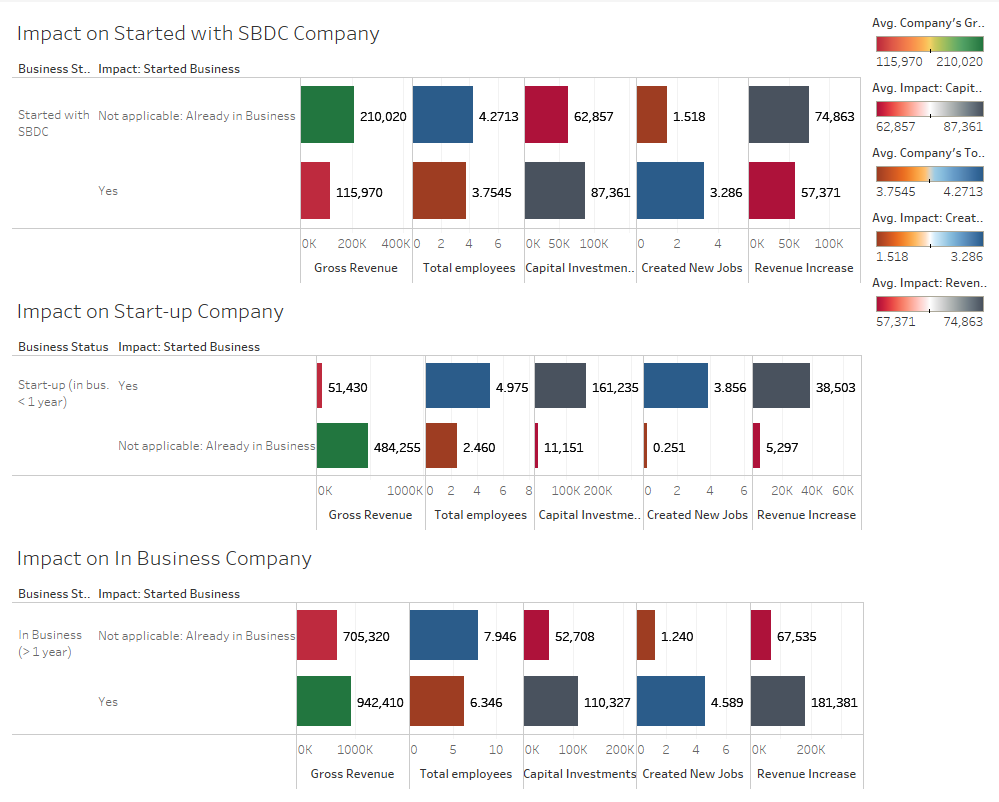 Impact on Started with SBDC Company
Business St.. Impact: Started Business
Started with SBDC Not applicable: Already in Business 210,020 4.2713 62,857 1.518 74,863
Yes 115,970 3.7545 87,361 3.286 57,371
0K 200K 400K 0 2 4 6 0K 50K 100K 0 2 4 0K 50K 100K
Gross Revenue Total employees Capital Investmen.. Created New Jobs Revenue Increase
Impact on Start-up Company
Business Status Impact: Started Business
Start-up (in bus. < 1 year) Yes 51,430 4.975 161,235 3.856 38,503
Not applicable: Already in Business 484,255 2.460 11,151 0.251 5,297
0K 1000K 0 2 4 6 8 100K 200K 0 2 4 6 20K 40K 60K
Gross Revenue Total employees Capital Investme.. Created New Jobs Revenue Increase
Impact on In Business Company
Business St.. Impact: Started Business
In Business (> 1 year) Not applicable: Already in Business 705,320 7.946 52,708 1.240 67,535
Yes 942,410 6.346 110,327 4.589 181,381
0K 1000K 0 5 10 0K 100K 200K 0 2 4 6 0K 200K
Gross Revenue Total employees Capital Investments Created New Jobs Revenue Increase
Avg. Company's Gr..
115,970 210,020
Avg. Impact: Capit..
62,857 87,361
Avg. Company's To..
3.7545 4.2713
Avg. Impact: Creat..
1.518 3.286
Avg. Impact: Reven..
57,371 74,863